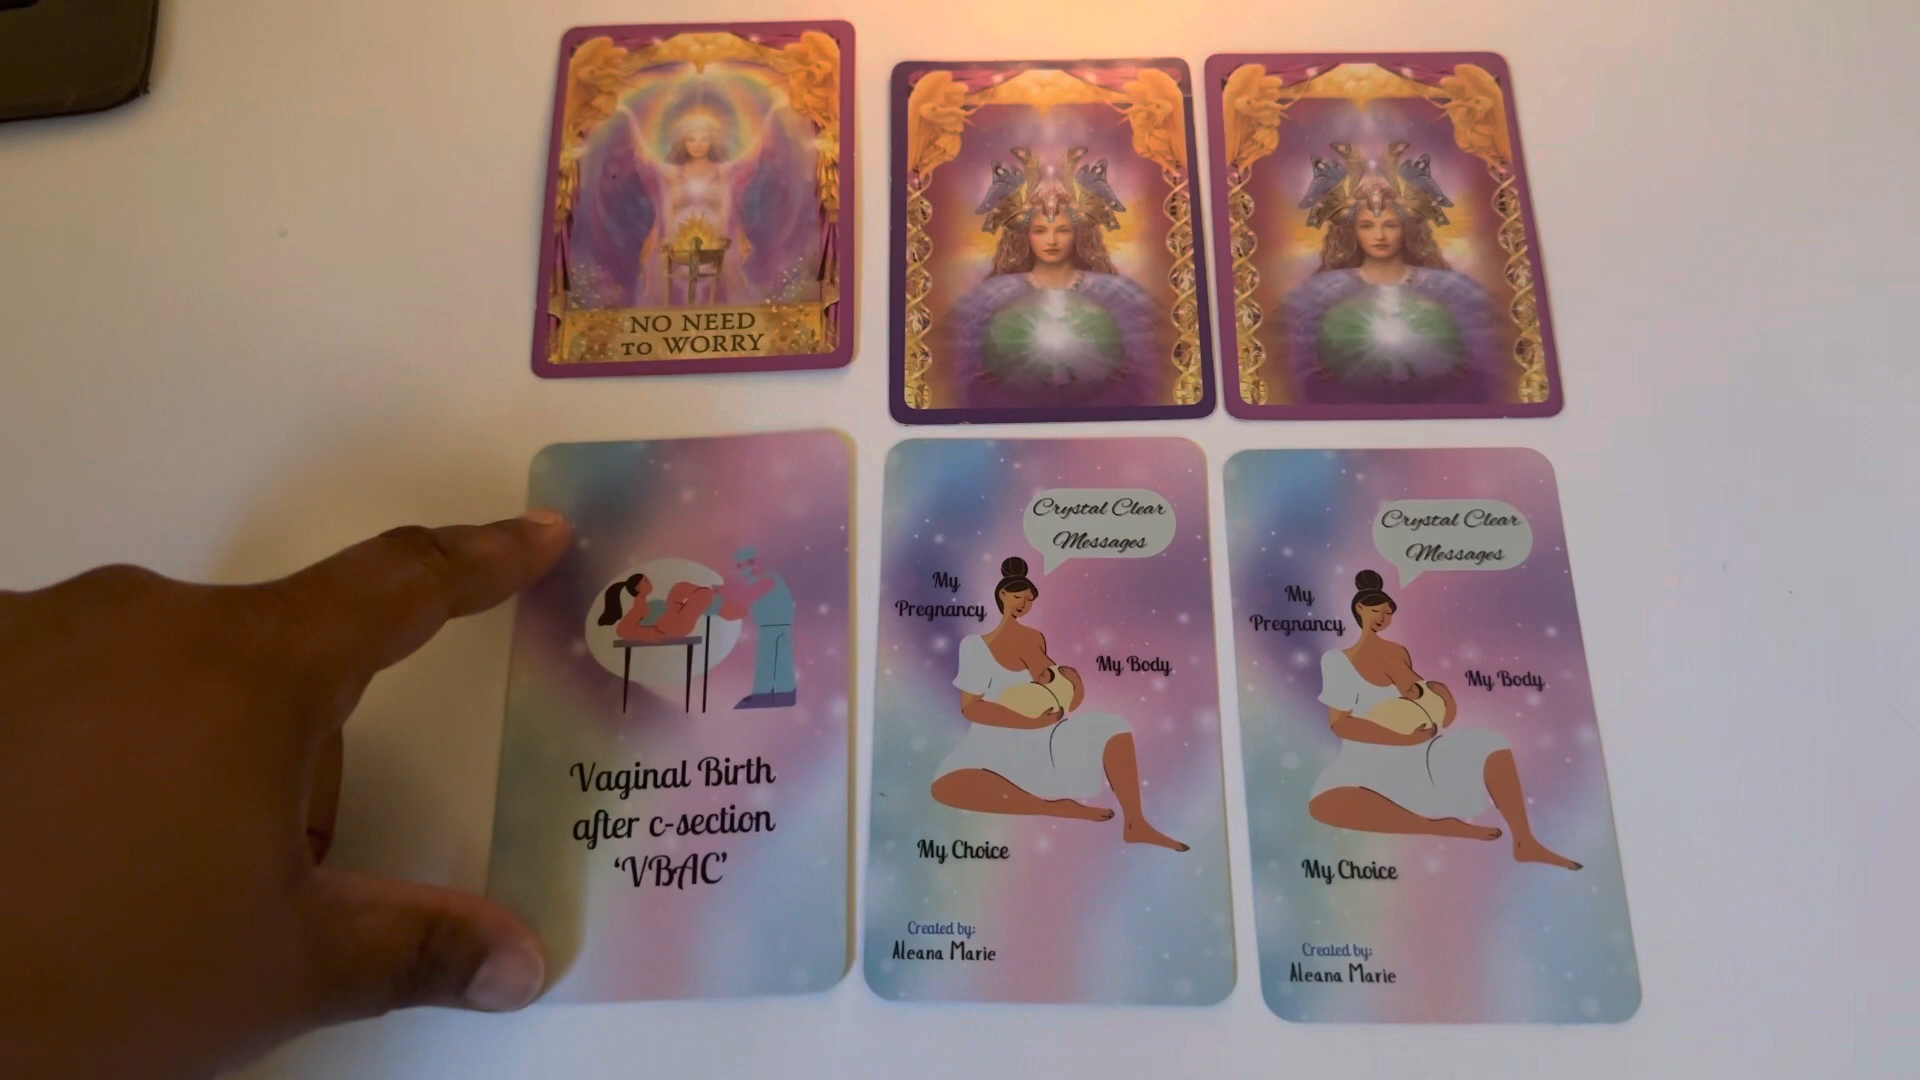 NO NEED
TO WORRY
Vaginal Birth
after c-section
‘VBAC’
Crystal Clear
Messages
My
Pregnancy
My Body
My Choice
Created by:
Aleana Marie
Crystal Clear
Messages
My
Pregnancy
My Body
My Choice
Created by:
Aleana Marie